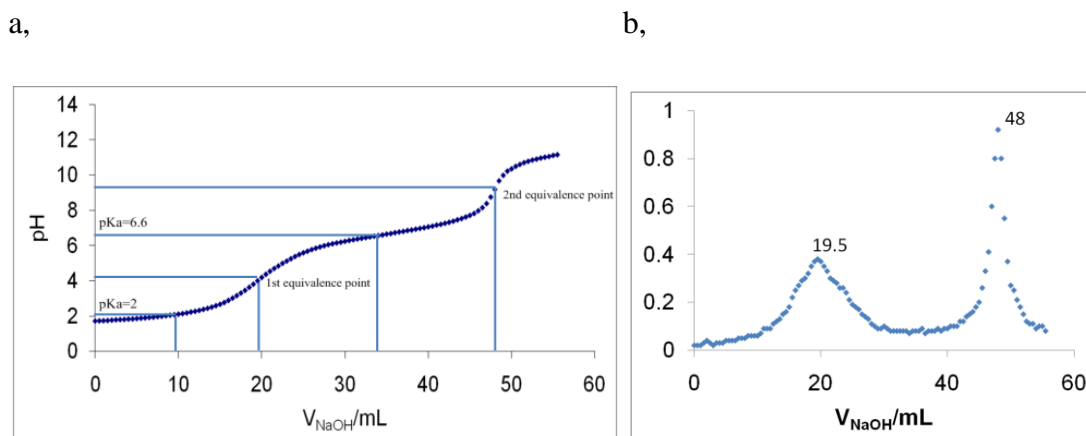 a,
b,
14
12
10
8
6
4
2
0
pH
pKa=6.6
pKa=2
1st equivalence point
2nd equivalence point
0 10 20 30 40 50 60
VNaOH/mL
1
0.8
0.6
0.4
0.2
0
19.5
48
0 20 40 60
VNaOH/mL